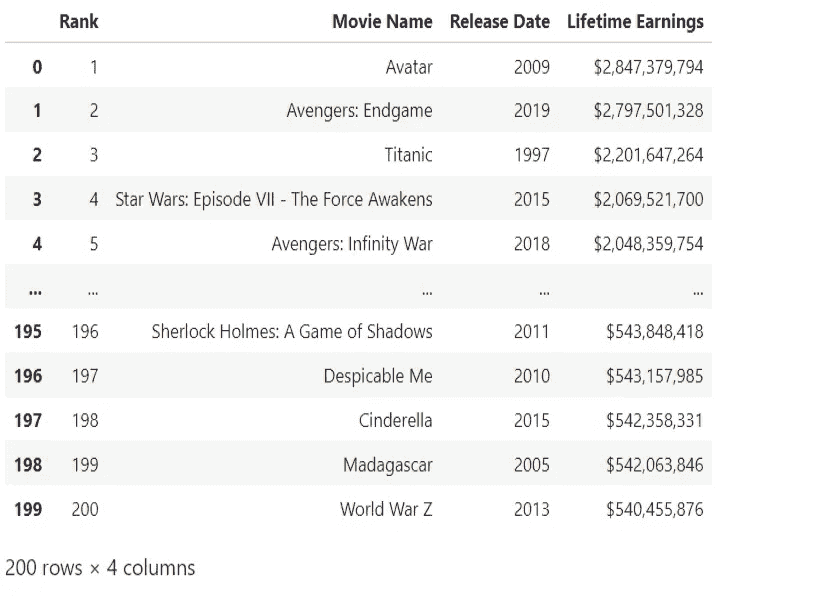 Rank Movie Name Release Date Lifetime Earnings
0 1 Avatar 2009 $2,847,379,794
1 2 Avengers: Endgame 2019 $2,797,501,328
2 3 Titanic 1997 $2,201,647,264
3 4 Star Wars: Episode VII - The Force Awakens 2015 $2,069,521,700
4 5 Avengers: Infinity War 2018 $2,048,359,754
... ... ... ... ...
195 196 Sherlock Holmes: A Game of Shadows 2011 $543,848,418
196 197 Despicable Me 2010 $543,157,985
197 198 Cinderella 2015 $542,358,331
198 199 Madagascar 2005 $542,063,846
199 200 World War Z 2013 $540,455,876
200 rows × 4 columns